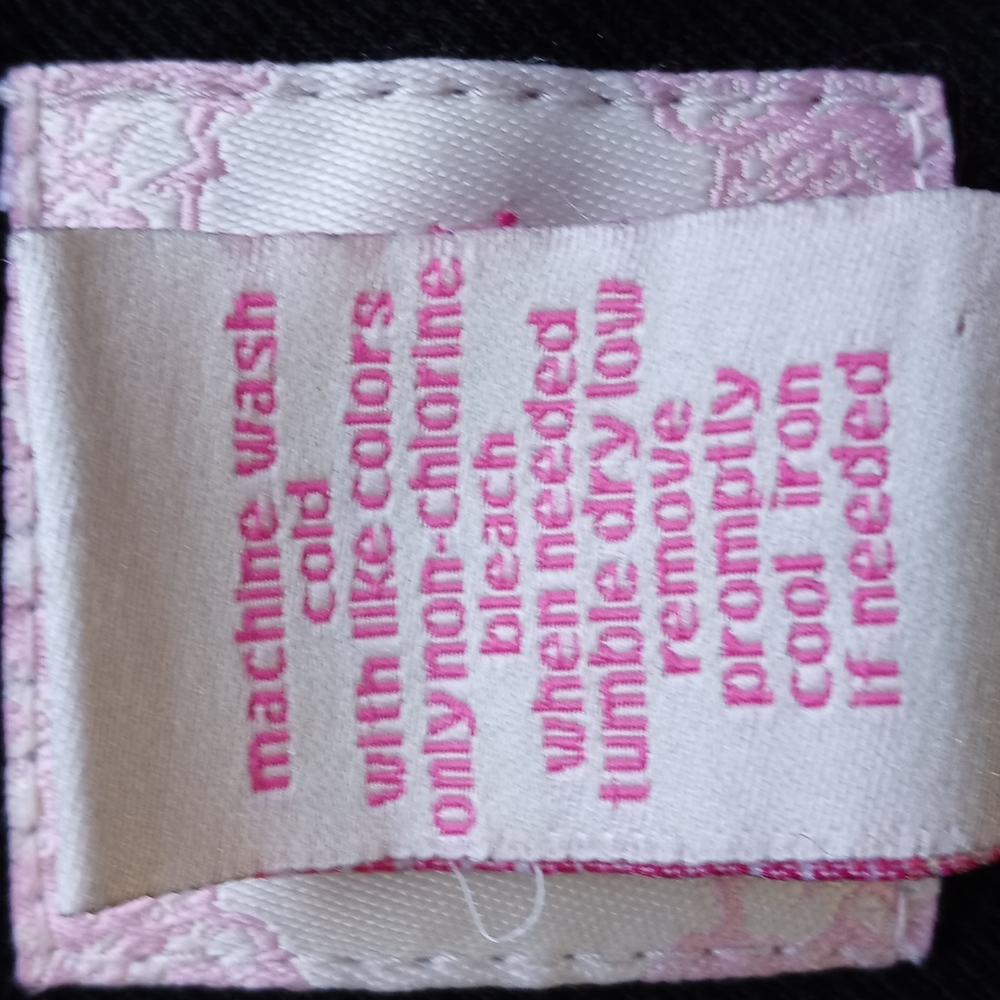 machine wash
cold
with like colors
only non-chlorine
bleach
when needed
tumble dry low
remove
promptly
cool iron
if needed